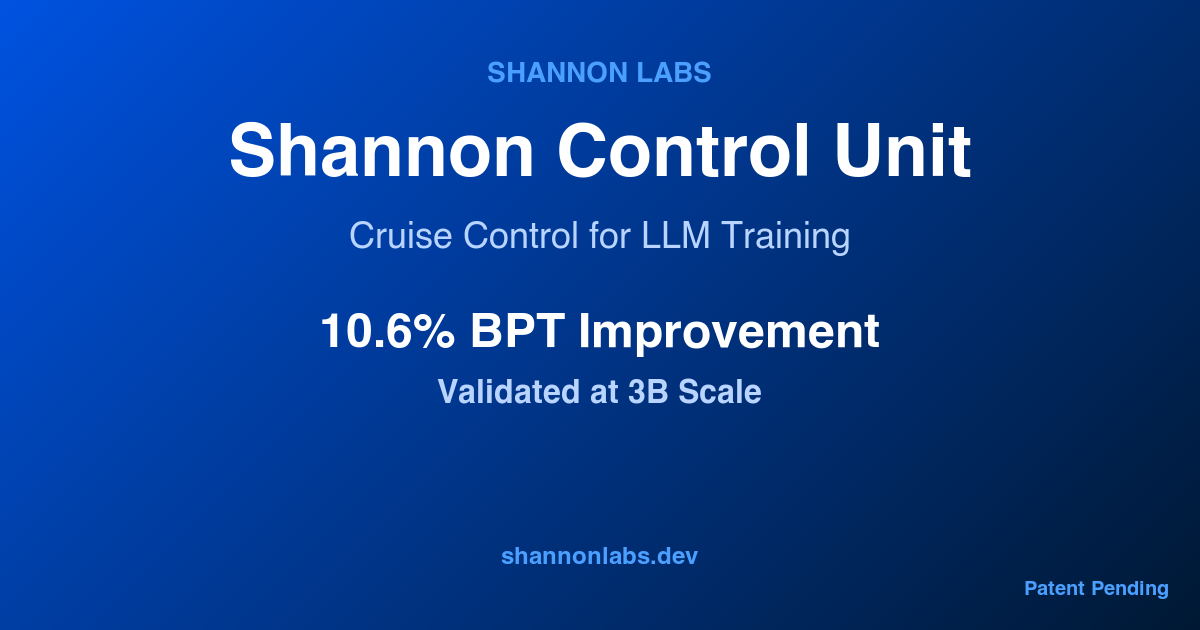 SHANNON LABS
Shannon Control Unit
Cruise Control for LLM Training
10.6% BPT Improvement
Validated at 3B Scale
shannonlabs.dev
Patent Pending